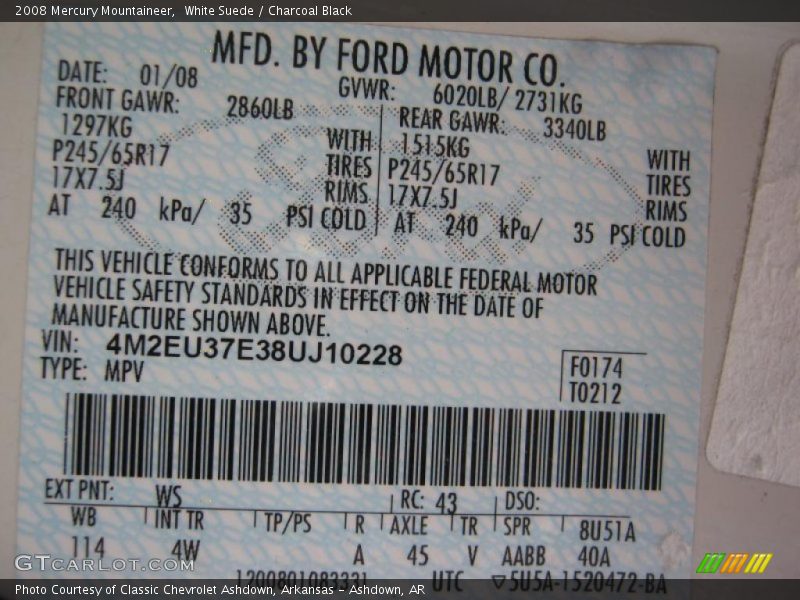 2008 Mercury Mountaineer, White Suede / Charcoal Black
MFD. BY FORD MOTOR CO.
DATE: 01/08 GVWR: 6020LB/ 2731KG
FRONT GAWR: 2860LB REAR GAWR: 3340LB
1297KG WITH 1515KG WITH
P245/65R17 TIRES P245/65R17 TIRES
17X7.5J RIMS 17X7.5J RIMS
AT 240 kPa/ 35 PSI COLD AT 240 kPa/ 35 PSI COLD
THIS VEHICLE CONFORMS TO ALL APPLICABLE FEDERAL MOTOR
VEHICLE SAFETY STANDARDS IN EFFECT ON THE DATE OF
MANUFACTURE SHOWN ABOVE.
VIN: 4M2EU37E38UJ10228
TYPE: MPV
F0174
T0212
EXT PNT: WS RC: 43 DSO:
WB INT TR TP/PS R AXLE TR SPR 8U51A
114 4W A 45 V AABB 40A
UTC ▽5U5A-1520472-BA
GTCARLOT.COM
Photo Courtesy of Classic Chevrolet Ashdown, Arkansas – Ashdown, AR